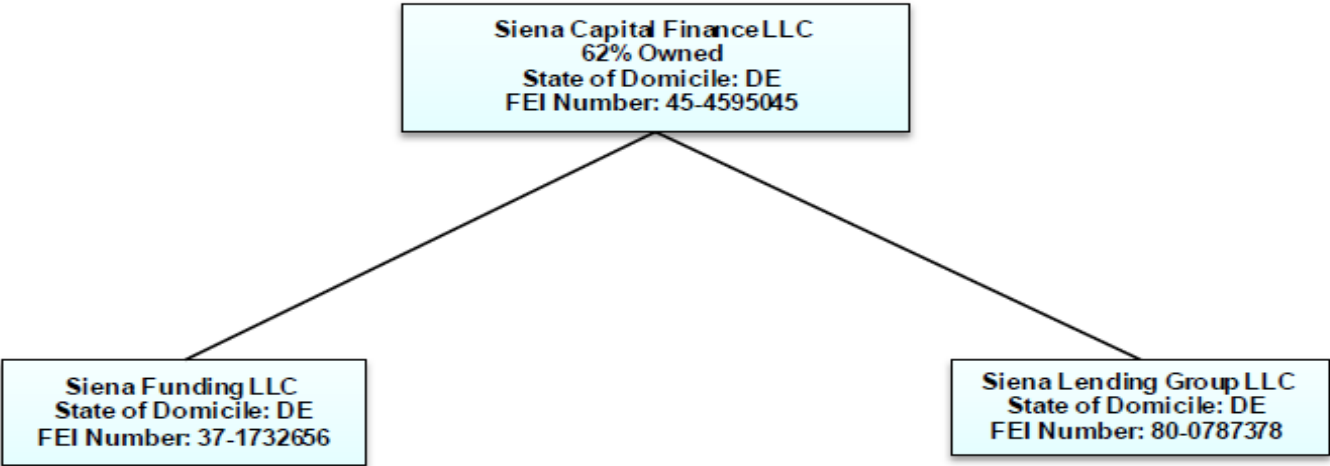 Siena Capital Finance LLC
62% Owned
State of Domicile: DE
FEI Number: 45-4595045
Siena Funding LLC
State of Domicile: DE
FEI Number: 37-1732656
Siena Lending Group LLC
State of Domicile: DE
FEI Number: 80-0787378